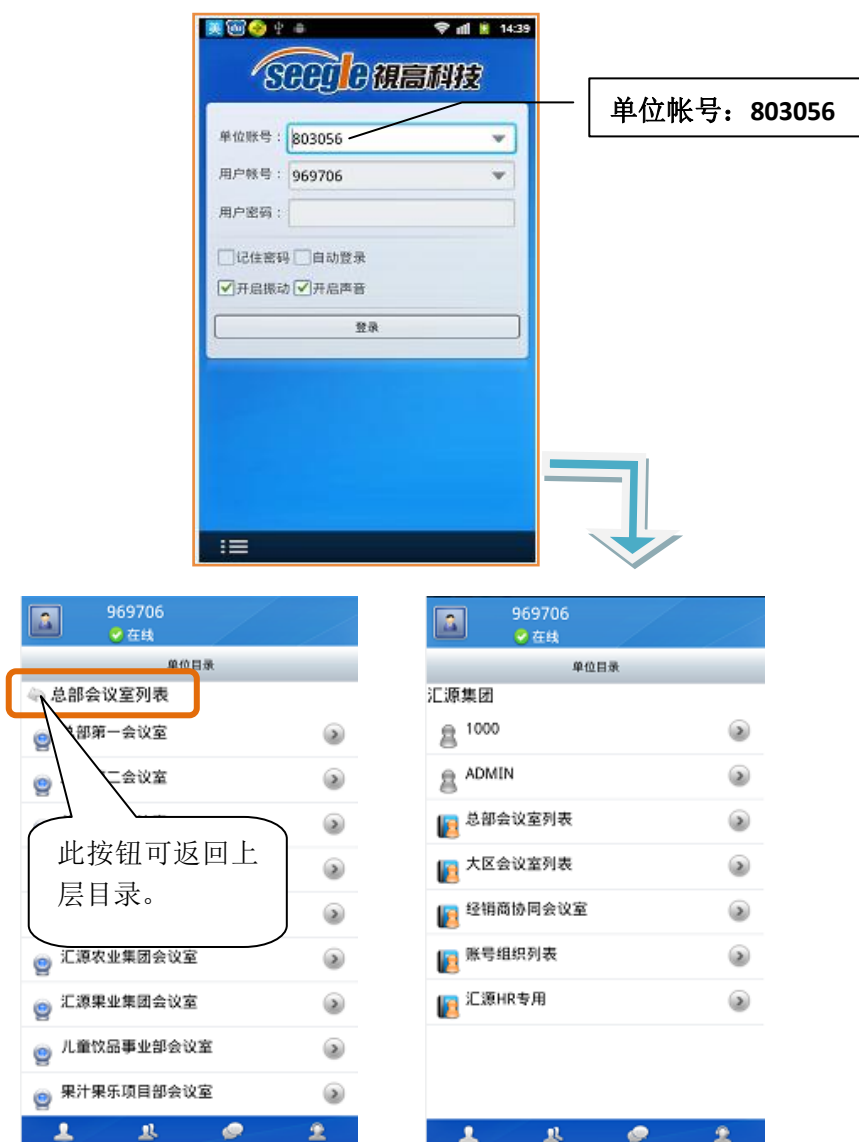 英 du 14:39
seegle 視高科技
单位账号： 803056
用户帐号： 969706
用户密码：
记住密码 自动登录
开启振动 开启声音
登录
单位帐号：803056
969706
在线
单位目录
总部会议室列表
部第一会议室
二会议室
此按钮可返回上
层目录。
汇源农业集团会议室
汇源果业集团会议室
儿童饮品事业部会议室
果汁果乐项目部会议室
969706
在线
单位目录
汇源集团
1000
ADMIN
总部会议室列表
大区会议室列表
经销商协同会议室
账号组织列表
汇源HR专用